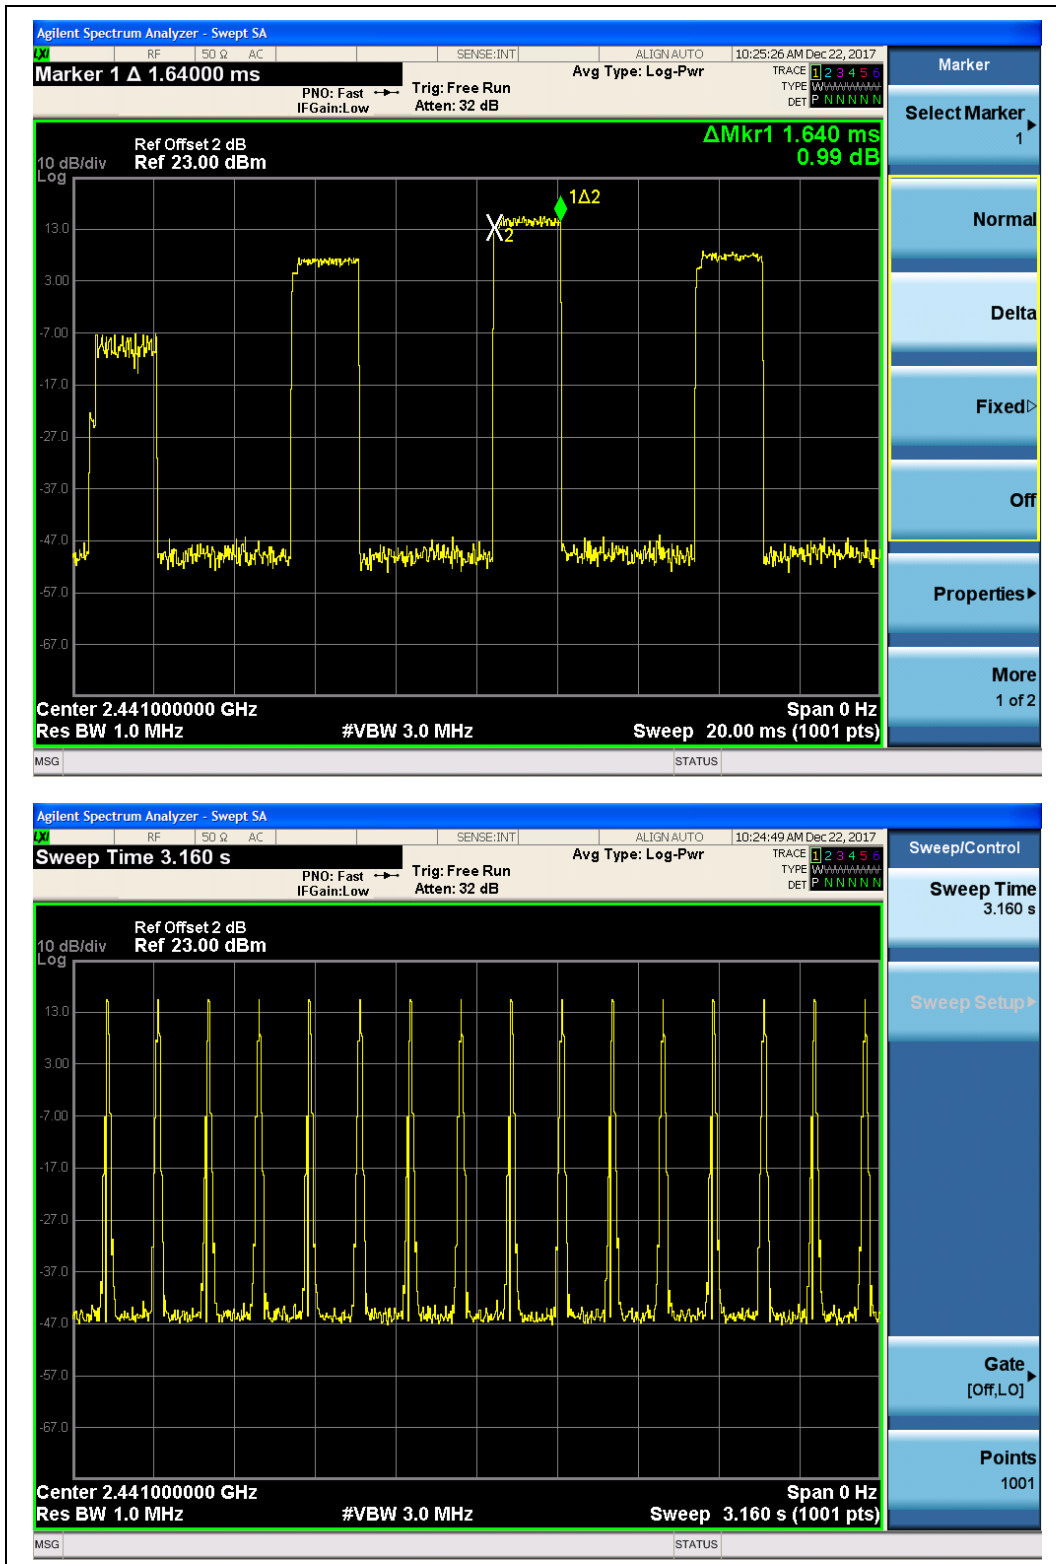 Agilent Spectrum Analyzer - Swept SA
LXI RF 50 Ω AC SENSE:INT ALIGN AUTO 10:25:26 AM Dec 22, 2017
Marker 1 Δ 1.64000 ms
PNO: Fast
IFGain:Low
Trig: Free Run
Atten: 32 dB
Avg Type: Log-Pwr
TRACE 1 2 3 4 5 6
TYPE
DET P N N N N N
ΔMkr1 1.640 ms
0.99 dB
Ref Offset 2 dB
10 dB/div Ref 23.00 dBm
Log
1Δ2
X2
13.0
3.00
-7.00
-17.0
-27.0
-37.0
-47.0
-57.0
-67.0
Center 2.441000000 GHz Span 0 Hz
Res BW 1.0 MHz #VBW 3.0 MHz Sweep 20.00 ms (1001 pts)
MSG STATUS
Marker
Select Marker
1
Normal
Delta
Fixed
Off
Properties
More
1 of 2
Agilent Spectrum Analyzer - Swept SA
LXI RF 50 Ω AC SENSE:INT ALIGN AUTO 10:24:49 AM Dec 22, 2017
Sweep Time 3.160 s
PNO: Fast
IFGain:Low
Trig: Free Run
Atten: 32 dB
Avg Type: Log-Pwr
TRACE 1 2 3 4 5 6
TYPE
DET P N N N N N
Ref Offset 2 dB
10 dB/div Ref 23.00 dBm
Log
13.0
3.00
-7.00
-17.0
-27.0
-37.0
-47.0
-57.0
-67.0
Center 2.441000000 GHz Span 0 Hz
Res BW 1.0 MHz #VBW 3.0 MHz Sweep 3.160 s (1001 pts)
MSG STATUS
Sweep/Control
Sweep Time
3.160 s
Sweep Setup
Gate
[Off,LO]
Points
1001